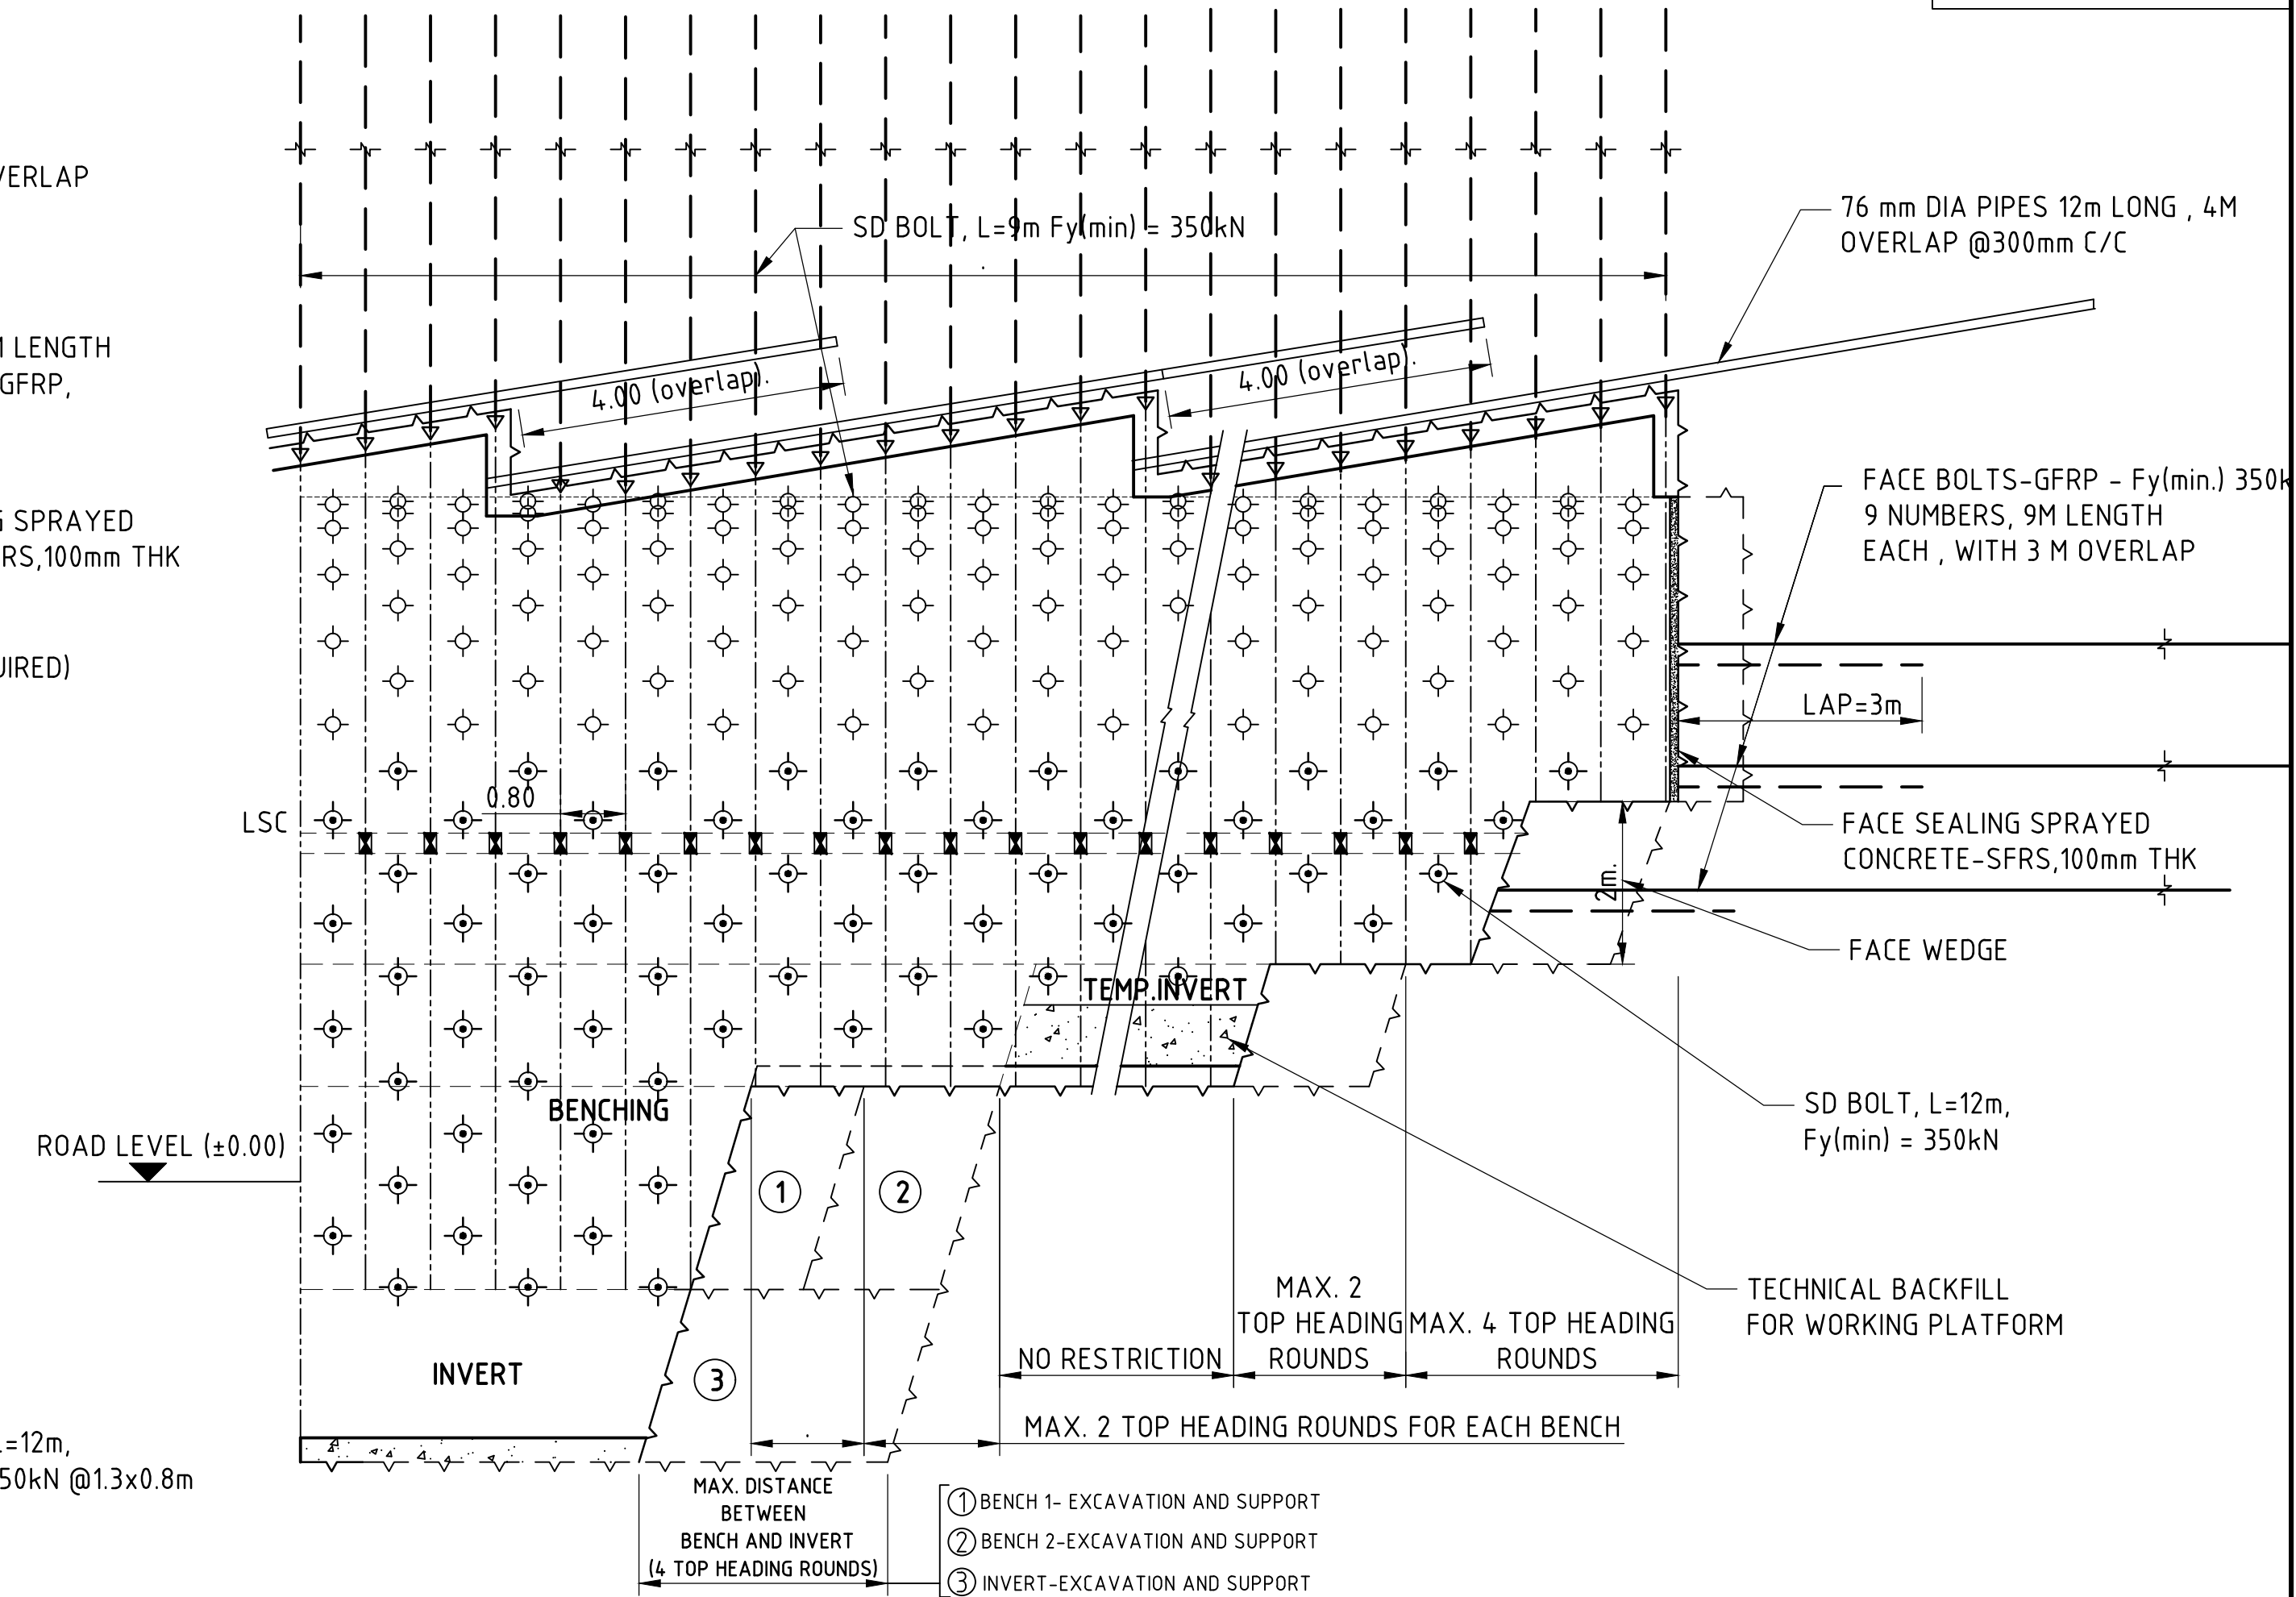 VERLAP
M LENGTH
GFRP,
G SPRAYED
RS,100mm THK
UIRED)
LSC
ROAD LEVEL (±0.00)
L=12m,
50kN @1.3x0.8m
SD BOLT, L=9m Fy(min) = 350kN
4.00 (overlap).
4.00 (overlap).
76 mm DIA PIPES 12m LONG , 4M
OVERLAP @300mm C/C
FACE BOLTS-GFRP - Fy(min.) 350k
9 NUMBERS, 9M LENGTH
EACH , WITH 3 M OVERLAP
LAP=3m
0.80
FACE SEALING SPRAYED
CONCRETE-SFRS,100mm THK
2m.
FACE WEDGE
TEMP.INVERT
BENCHING
SD BOLT, L=12m,
Fy(min) = 350kN
1
2
TECHNICAL BACKFILL
FOR WORKING PLATFORM
MAX. 2
TOP HEADING
ROUNDS
MAX. 4 TOP HEADING
ROUNDS
NO RESTRICTION
INVERT
3
MAX. 2 TOP HEADING ROUNDS FOR EACH BENCH
MAX. DISTANCE
BETWEEN
BENCH AND INVERT
(4 TOP HEADING ROUNDS)
1 BENCH 1- EXCAVATION AND SUPPORT
2 BENCH 2-EXCAVATION AND SUPPORT
3 INVERT-EXCAVATION AND SUPPORT